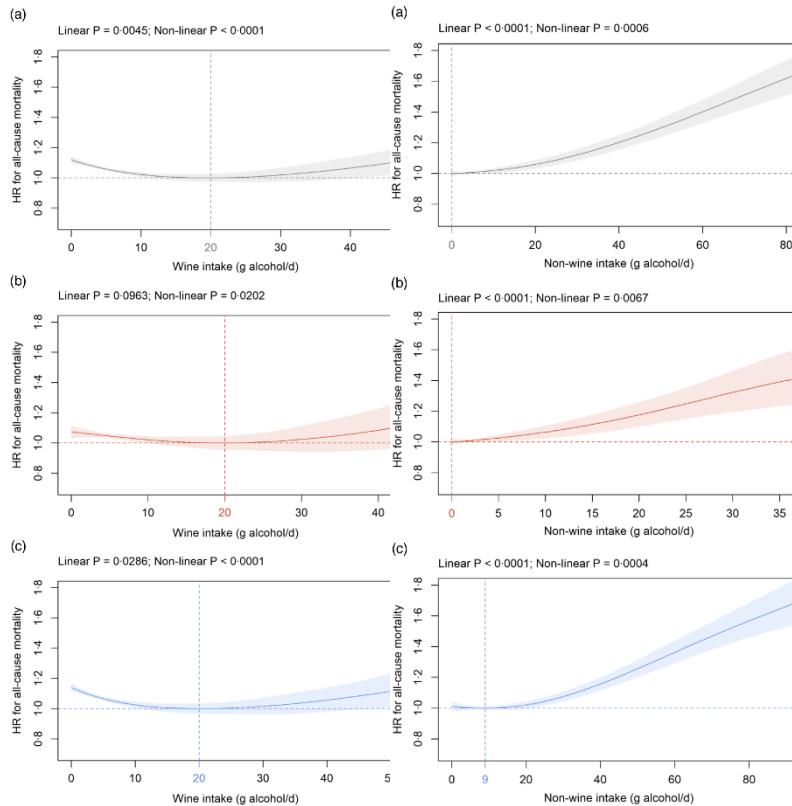 (a)
Linear P = 0·0045; Non-linear P < 0·0001
HR for all-cause mortality
1·8
1·6
1·4
1·2
1·0
0·8
0 10 20 30 40
Wine intake (g alcohol/d)
(a)
Linear P < 0·0001; Non-linear P = 0·0006
HR for all-cause mortality
1·8
1·6
1·4
1·2
1·0
0·8
0 20 40 60 80
Non-wine intake (g alcohol/d)
(b)
Linear P = 0·0963; Non-linear P = 0·0202
HR for all-cause mortality
1·8
1·6
1·4
1·2
1·0
0·8
0 10 20 30 40
Wine intake (g alcohol/d)
(b)
Linear P < 0·0001; Non-linear P = 0·0067
HR for all-cause mortality
1·8
1·6
1·4
1·2
1·0
0·8
0 5 10 15 20 25 30 35
Non-wine intake (g alcohol/d)
(c)
Linear P = 0·0286; Non-linear P < 0·0001
HR for all-cause mortality
1·8
1·6
1·4
1·2
1·0
0·8
0 10 20 30 40 5
Wine intake (g alcohol/d)
(c)
Linear P < 0·0001; Non-linear P = 0·0004
HR for all-cause mortality
1·8
1·6
1·4
1·2
1·0
0·8
0 9 20 40 60 80
Non-wine intake (g alcohol/d)